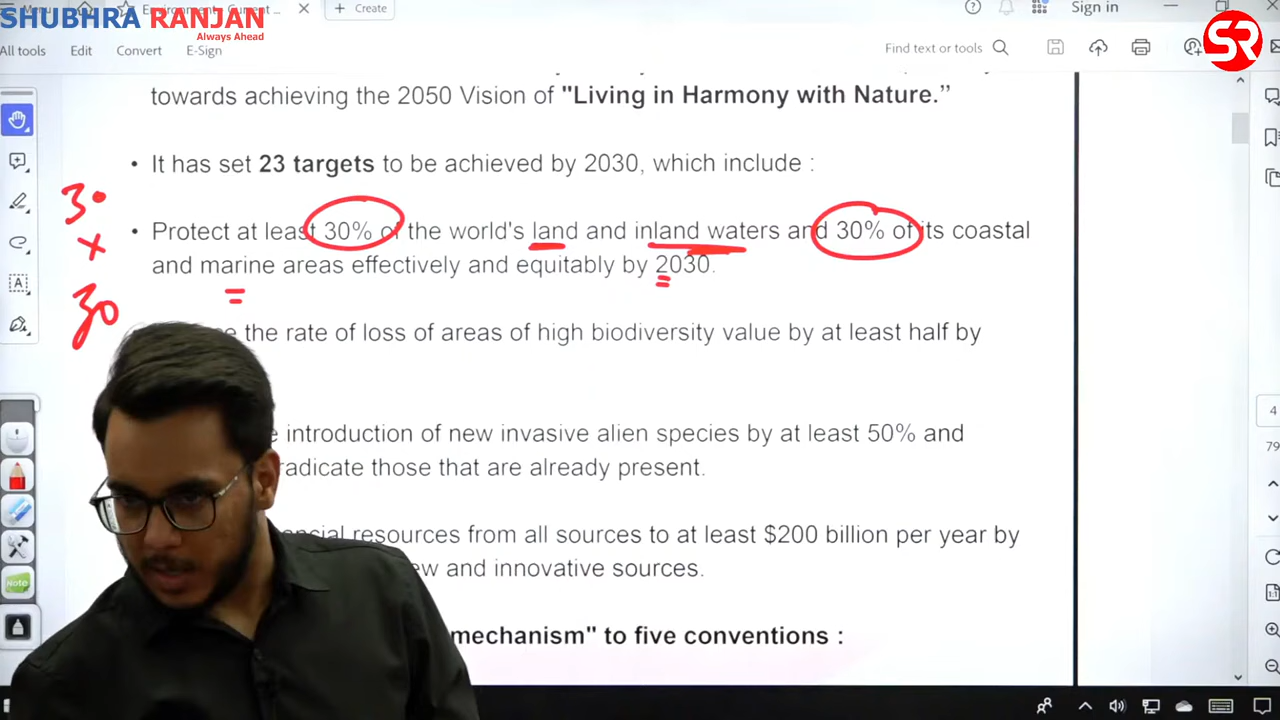 SHUBHRA RANJAN
Always Ahead
Create
Sign in
All tools
Edit
Convert
E-Sign
Find text or tools
SR
towards achieving the 2050 Vision of "Living in Harmony with Nature.”
• It has set 23 targets to be achieved by 2030, which include :
30
x
30
• Protect at least 30% of the world's land and inland waters and 30% of its coastal
and marine areas effectively and equitably by 2030.
the rate of loss of areas of high biodiversity value by at least half by
introduction of new invasive alien species by at least 50% and
radicate those that are already present.
resources from all sources to at least $200 billion per year by
and innovative sources.
mechanism" to five conventions :
4
79
1:1
Note